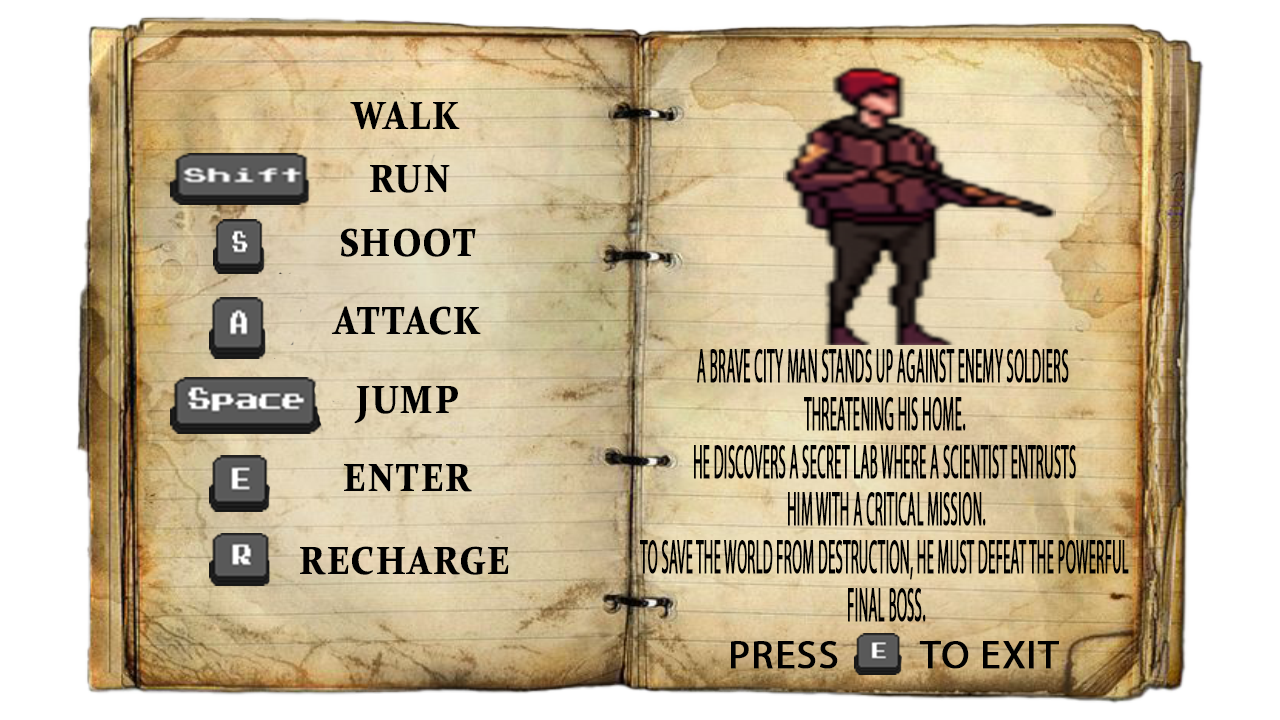 WALK
Shift RUN
S SHOOT
A ATTACK
Space JUMP
E ENTER
R RECHARGE
A BRAVE CITY MAN STANDS UP AGAINST ENEMY SOLDIERS
THREATENING HIS HOME.
HE DISCOVERS A SECRET LAB WHERE A SCIENTIST ENTRUSTS
HIM WITH A CRITICAL MISSION.
TO SAVE THE WORLD FROM DESTRUCTION, HE MUST DEFEAT THE POWERFUL
FINAL BOSS.
PRESS E TO EXIT